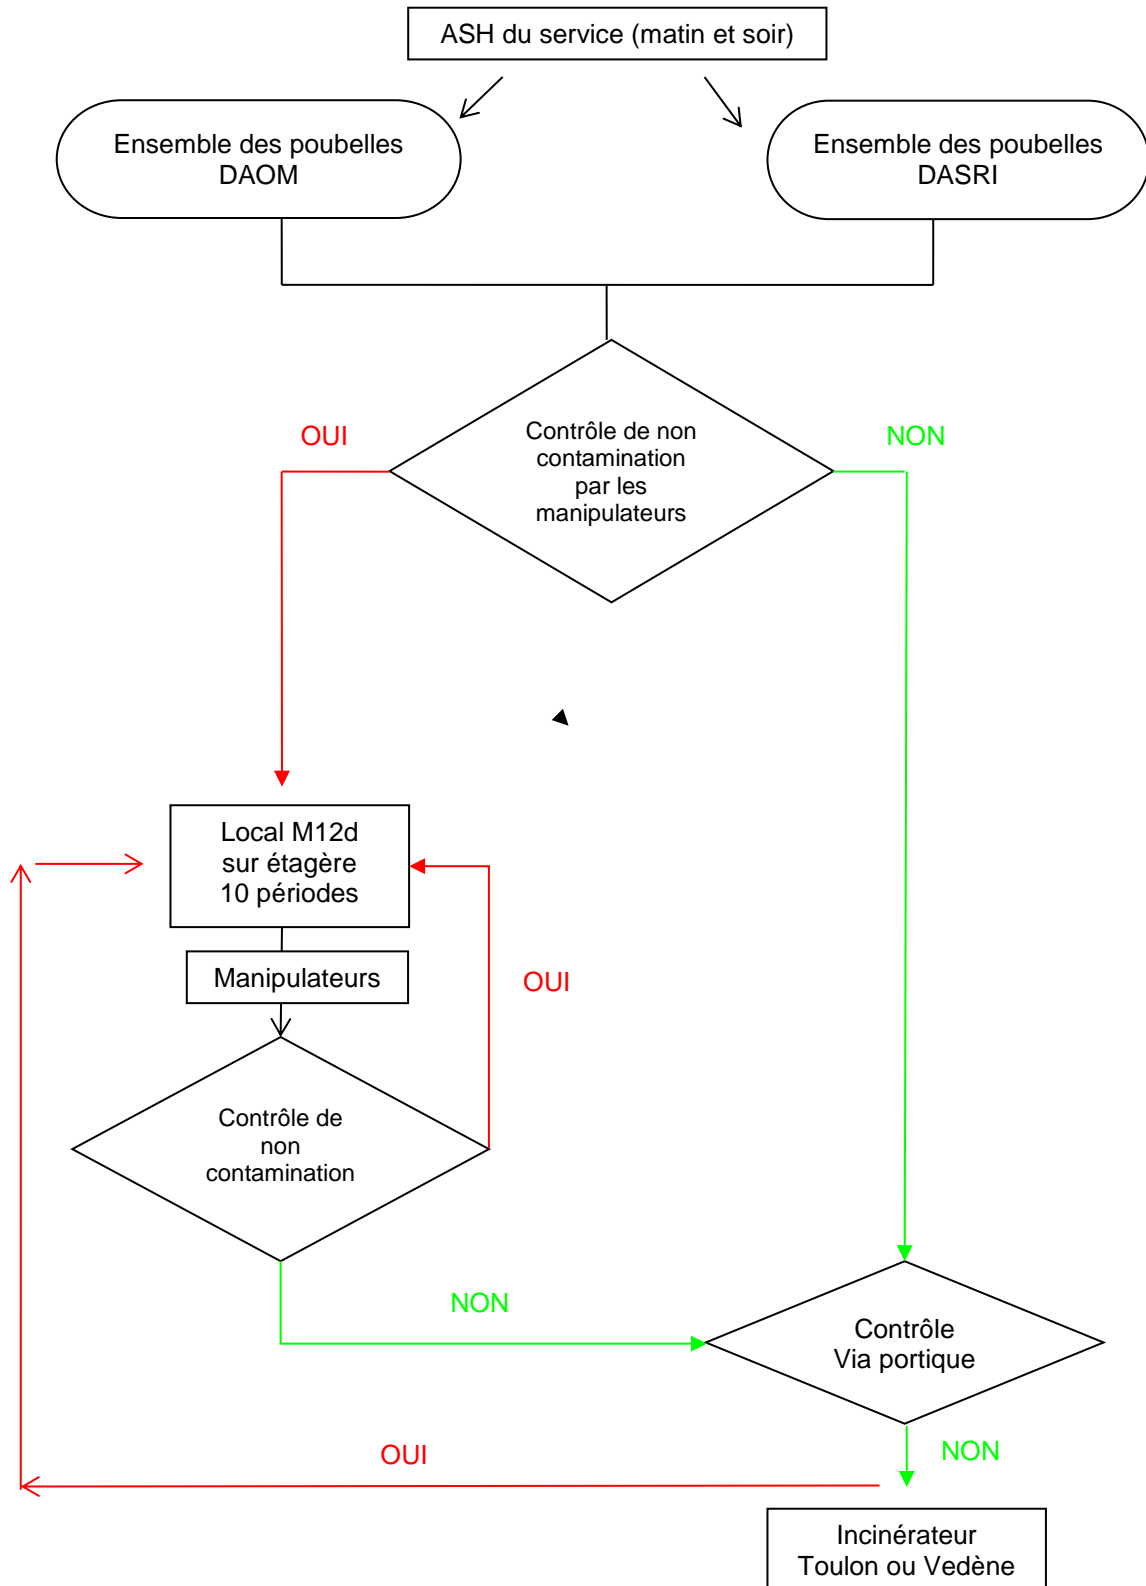 ASH du service (matin et soir)
Ensemble des poubelles
DAOM
Ensemble des poubelles
DASRI
OUI
Contrôle de non
contamination
par les
manipulateurs
NON
Local M12d
sur étagère
10 périodes
Manipulateurs
OUI
Contrôle de
non
contamination
NON
Contrôle
Via portique
OUI
NON
Incinérateur
Toulon ou Vedène